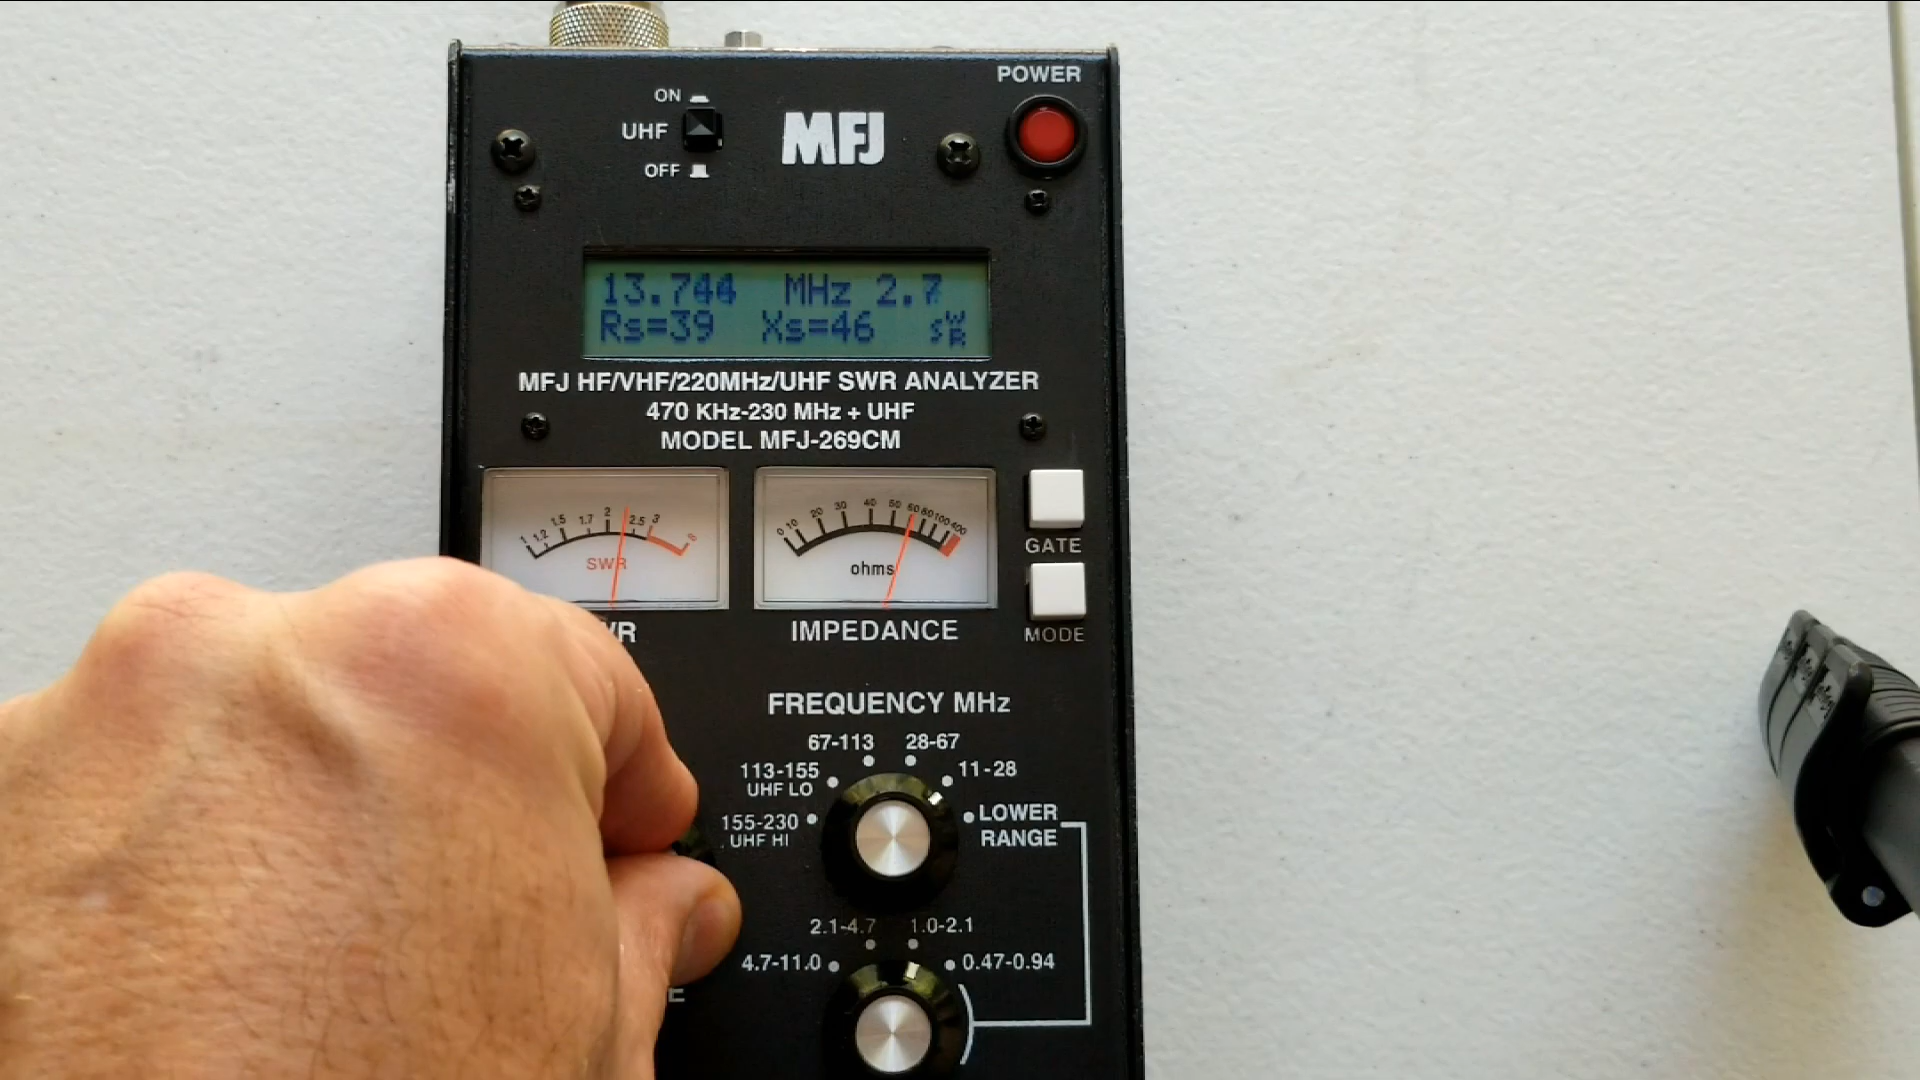 POWER
ON
UHF
OFF
MFJ
13.744 MHz 2.7
Rs=39 Xs=46 SWR
MFJ HF/VHF/220MHz/UHF SWR ANALYZER
470 KHz-230 MHz + UHF
MODEL MFJ-269CM
1 1.2 1.5 1.7 2 2.5 3 ∞
SWR
0 10 20 30 40 50 60 80 100 400
ohms
GATE
MODE
WR
IMPEDANCE
FREQUENCY MHz
67-113
28-67
113-155
UHF LO
11-28
155-230
UHF HI
LOWER
RANGE
2.1-4.7
1.0-2.1
4.7-11.0
0.47-0.94
E